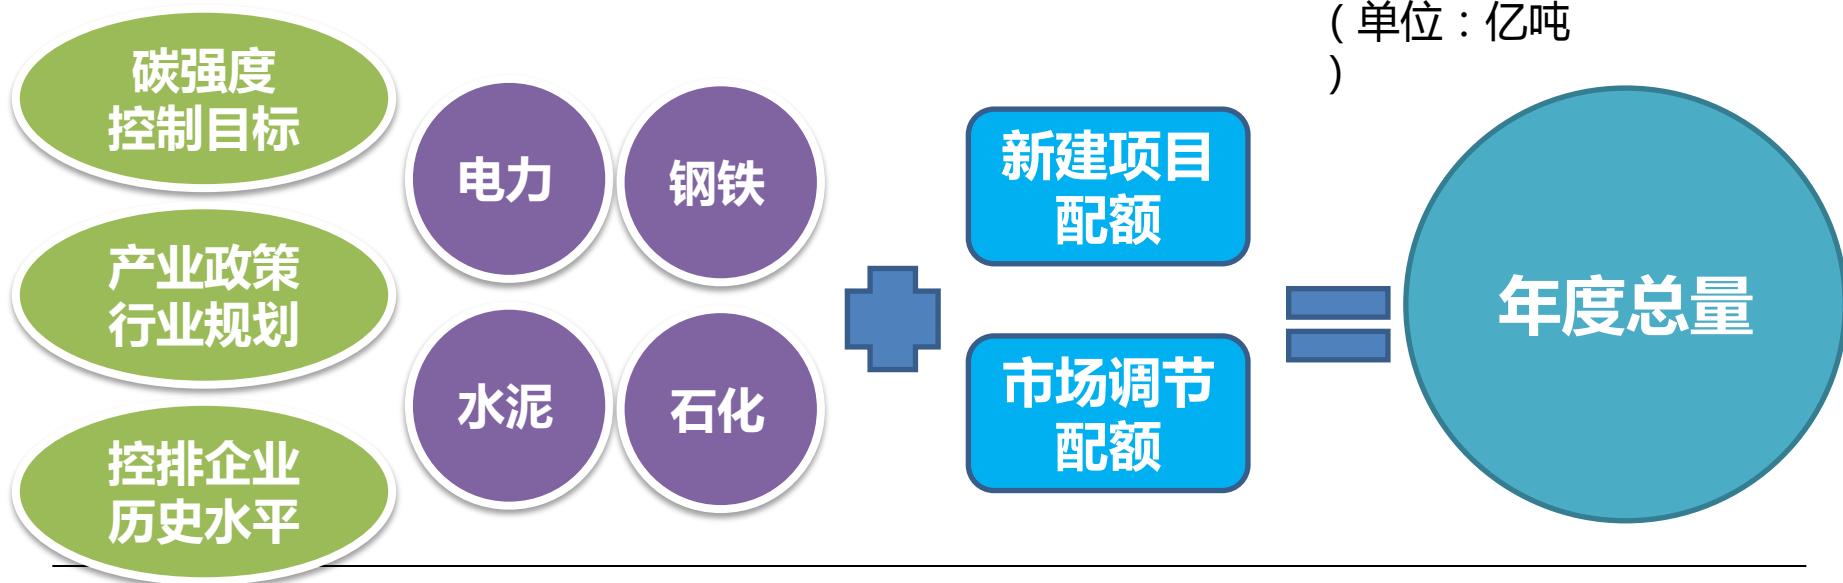 （单位：亿吨
）
碳强度
控制目标
产业政策
行业规划
控排企业
历史水平
电力
钢铁
水泥
石化
新建项目
配额
市场调节
配额
年度总量